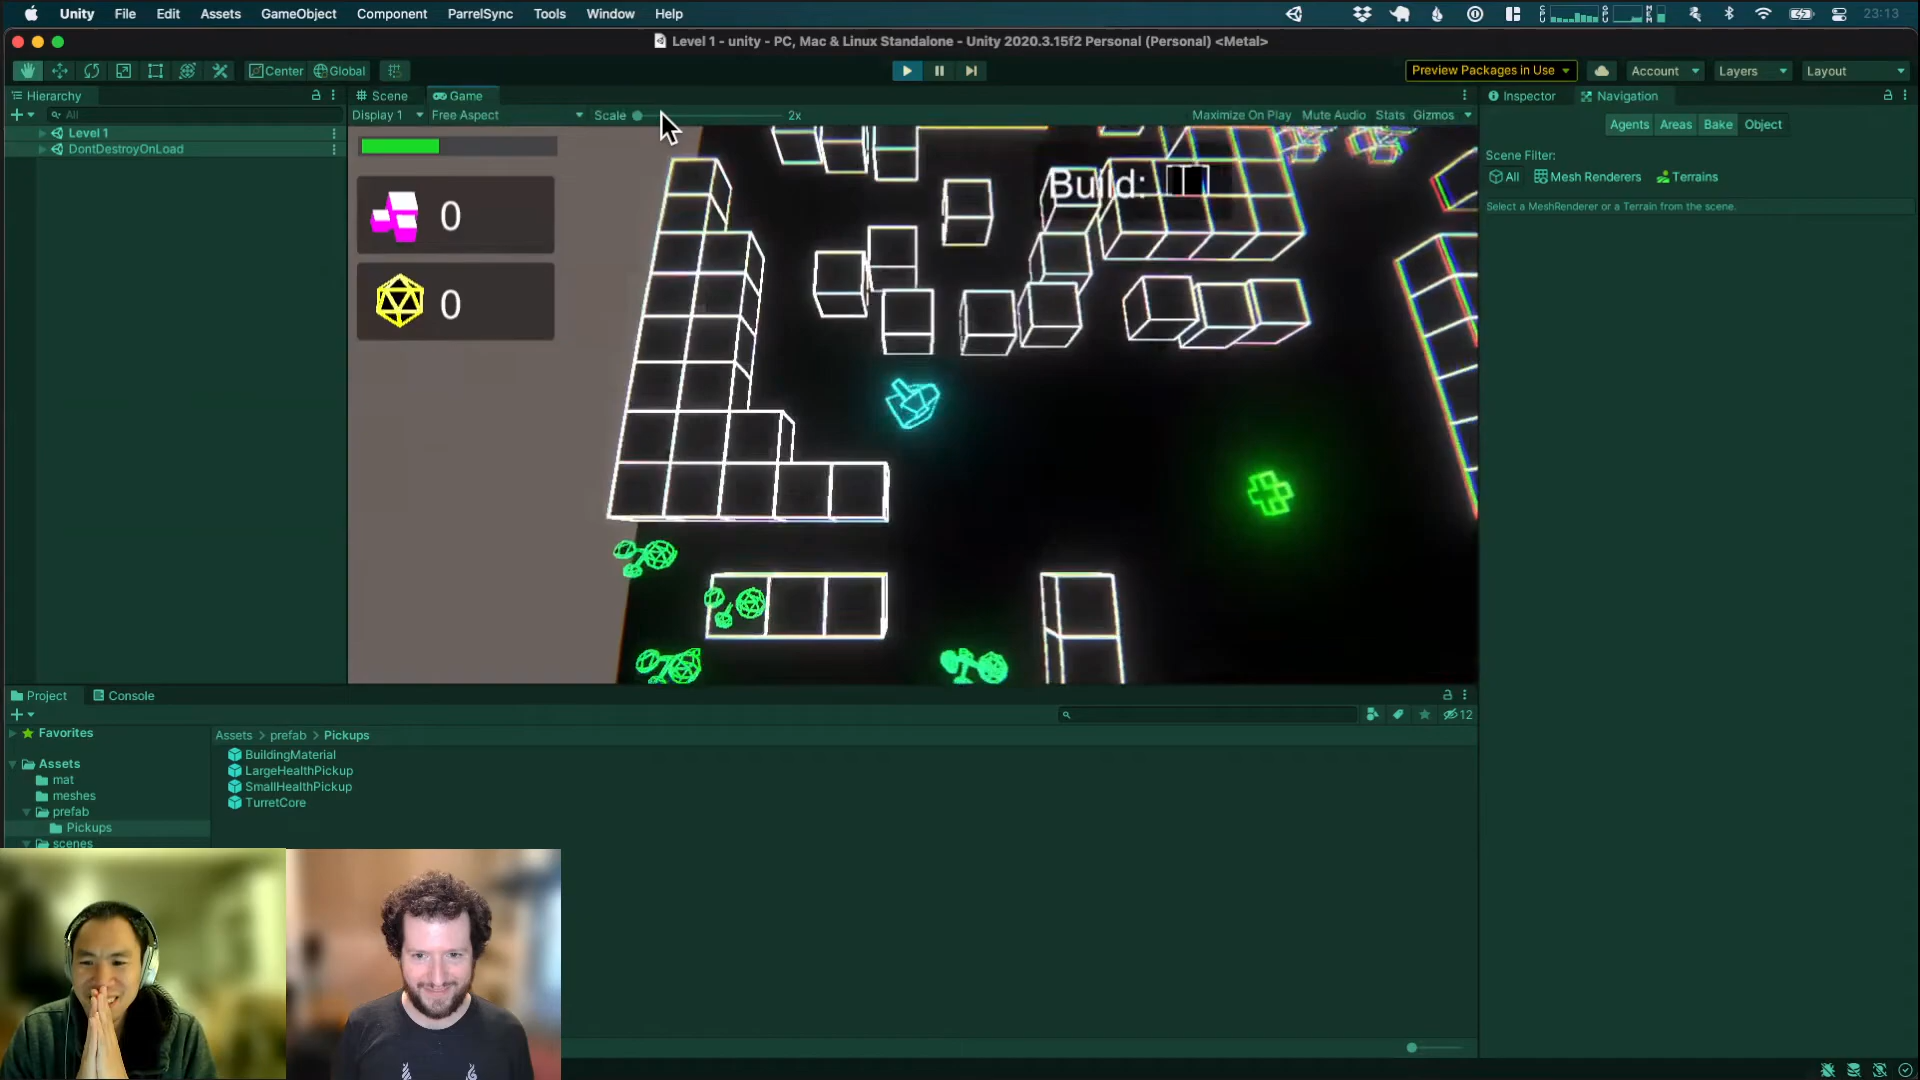 Unity File Edit Assets GameObject Component ParrelSync Tools Window Help 23:13
Level 1 - unity - PC, Mac & Linux Standalone - Unity 2020.3.15f2 Personal (Personal) <Metal>
Center Global Preview Packages in Use Account Layers Layout
Hierarchy Scene Game Inspector Navigation
All Display 1 Free Aspect Scale 2x Maximize On Play Mute Audio Stats Gizmos Agents Areas Bake Object
Level 1
DontDestroyOnLoad
Scene Filter:
All Mesh Renderers Terrains
Select a MeshRenderer or a Terrain from the scene.
Build:
0
0
Project Console
12
Favorites
Assets > prefab > Pickups
Assets
mat
meshes
prefab
Pickups
scenes
BuildingMaterial
LargeHealthPickup
SmallHealthPickup
TurretCore